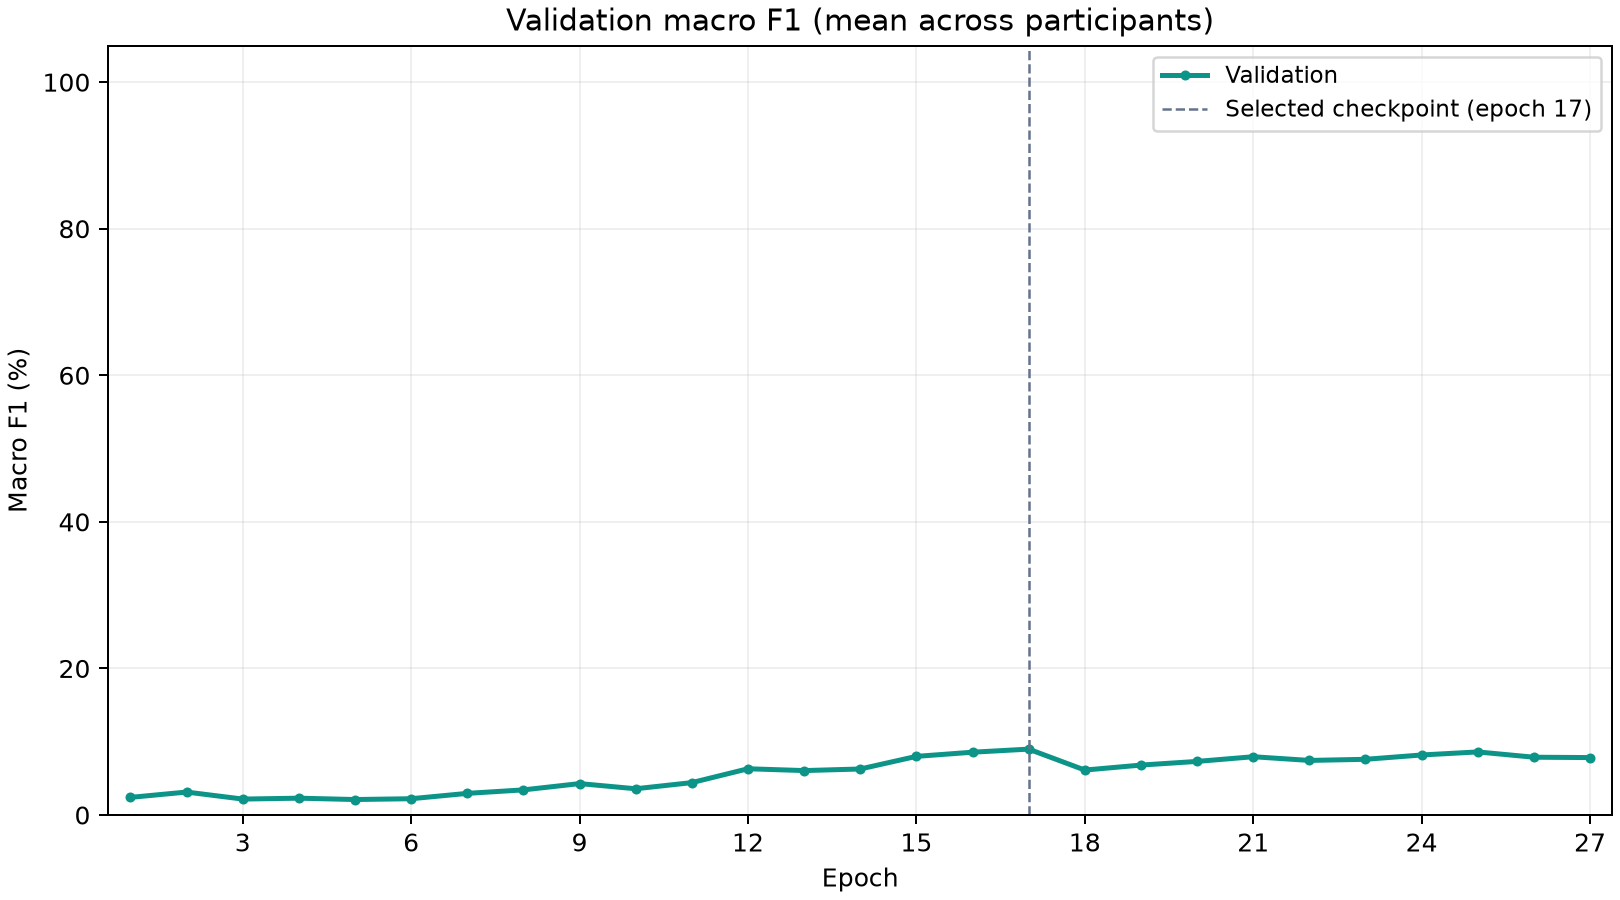 Validation macro F1 (mean across participants)
Validation
Selected checkpoint (epoch 17)
Macro F1 (%)
100
80
60
40
20
0
3 6 9 12 15 18 21 24 27
Epoch